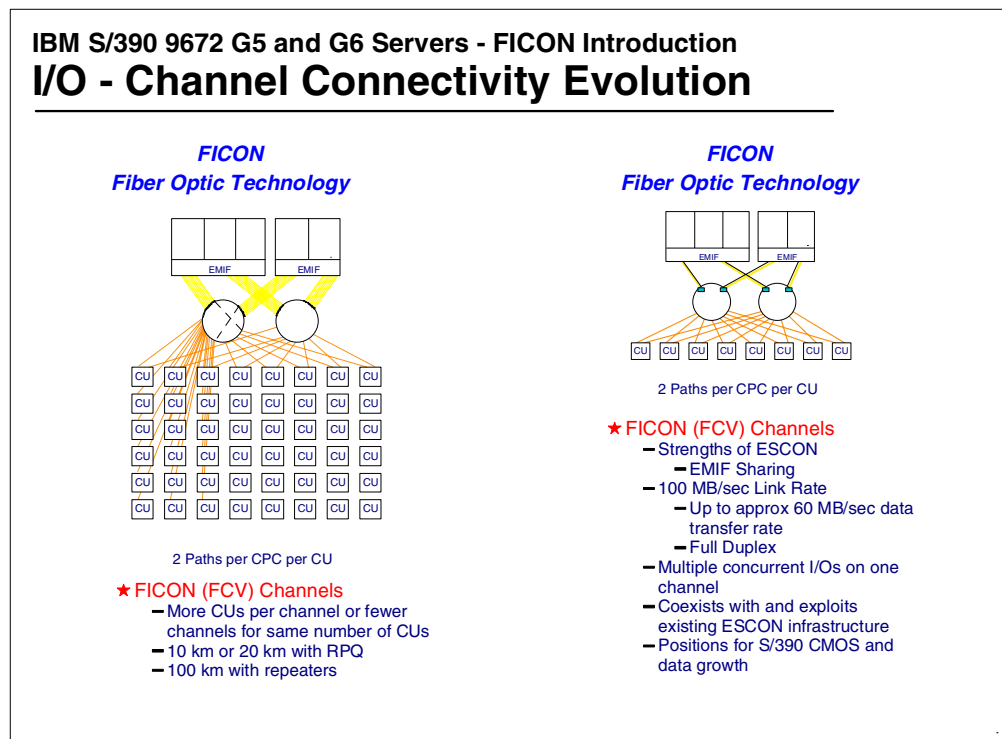 IBM S/390 9672 G5 and G6 Servers - FICON Introduction
I/O - Channel Connectivity Evolution
FICON
Fiber Optic Technology
EMIF EMIF
CU CU CU CU CU CU CU CU
CU CU CU CU CU CU CU CU
CU CU CU CU CU CU CU CU
CU CU CU CU CU CU CU CU
CU CU CU CU CU CU CU CU
CU CU CU CU CU CU CU CU
2 Paths per CPC per CU
FICON (FCV) Channels
More CUs per channel or fewer
channels for same number of CUs
10 km or 20 km with RPQ
100 km with repeaters
FICON
Fiber Optic Technology
EMIF EMIF
CU CU CU CU CU CU CU CU
2 Paths per CPC per CU
FICON (FCV) Channels
Strengths of ESCON
EMIF Sharing
100 MB/sec Link Rate
Up to approx 60 MB/sec data
transfer rate
Full Duplex
Multiple concurrent I/Os on one
channel
Coexists with and exploits
existing ESCON infrastructure
Positions for S/390 CMOS and
data growth